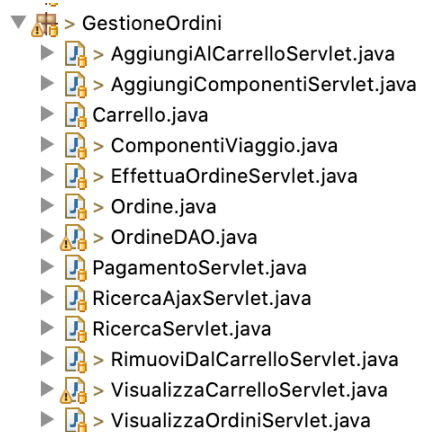 > GestioneOrdini
> AggiungiAlCarrelloServlet.java
> AggiungiComponentiServlet.java
Carrello.java
> ComponentiViaggio.java
> EffettuaOrdineServlet.java
> Ordine.java
> OrdineDAO.java
PagamentoServlet.java
RicercaAjaxServlet.java
RicercaServlet.java
> RimuoviDalCarrelloServlet.java
> VisualizzaCarrelloServlet.java
> VisualizzaOrdiniServlet.java